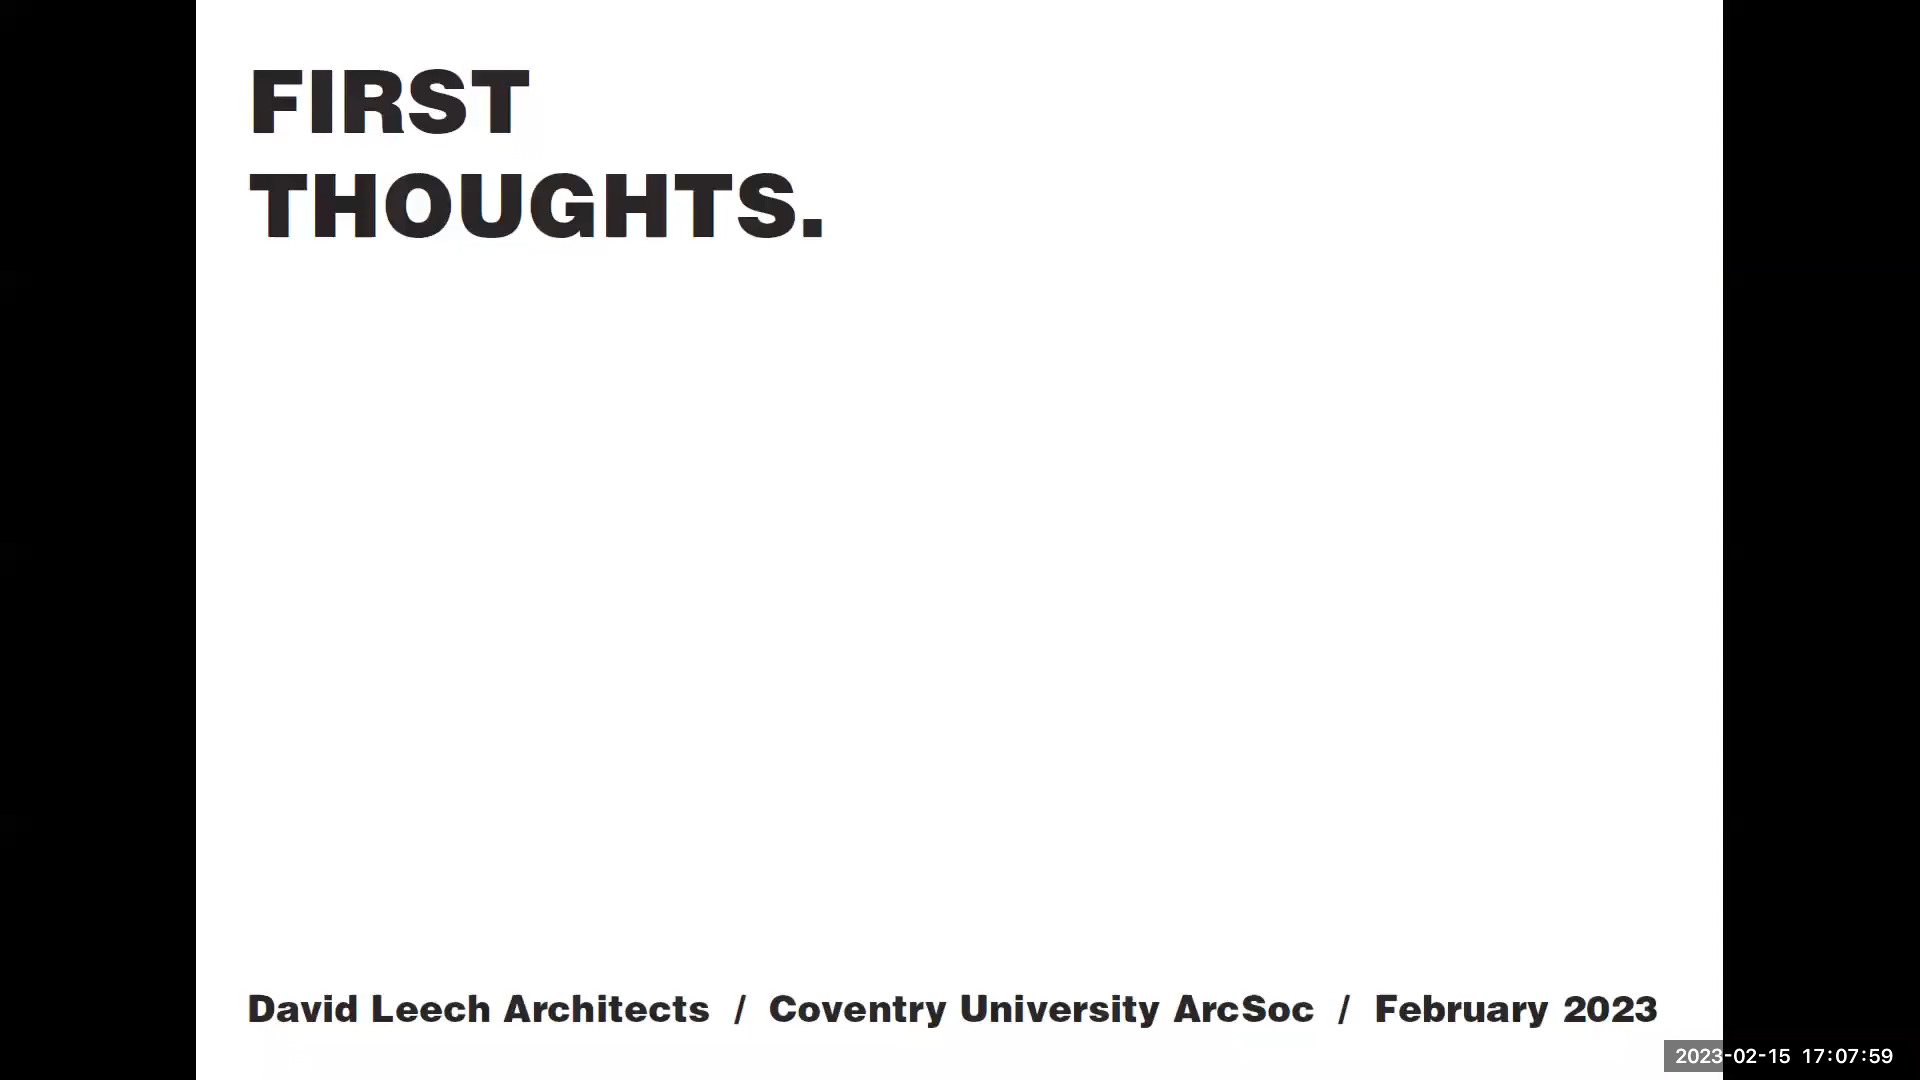 FIRST
THOUGHTS.
David Leech Architects / Coventry University ArcSoc / February 2023
2023-02-15 17:07:59